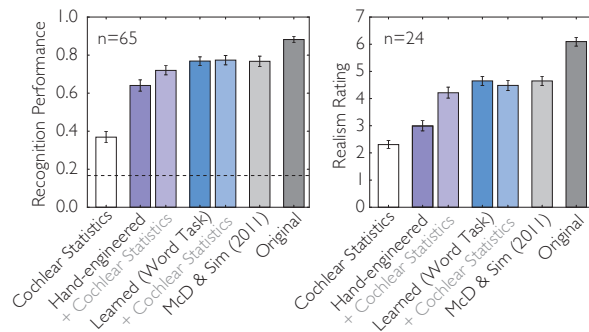 n=65
Recognition Performance
1.0
0.8
0.6
0.4
0.2
0.0
Cochlear Statistics
Hand-engineered
+ Cochlear Statistics
Learned (Word Task)
+ Cochlear Statistics
McD & Sim (2011)
Original
n=24
Realism Rating
7
6
5
4
3
2
1
Cochlear Statistics
Hand-engineered
+ Cochlear Statistics
Learned (Word Task)
+ Cochlear Statistics
McD & Sim (2011)
Original